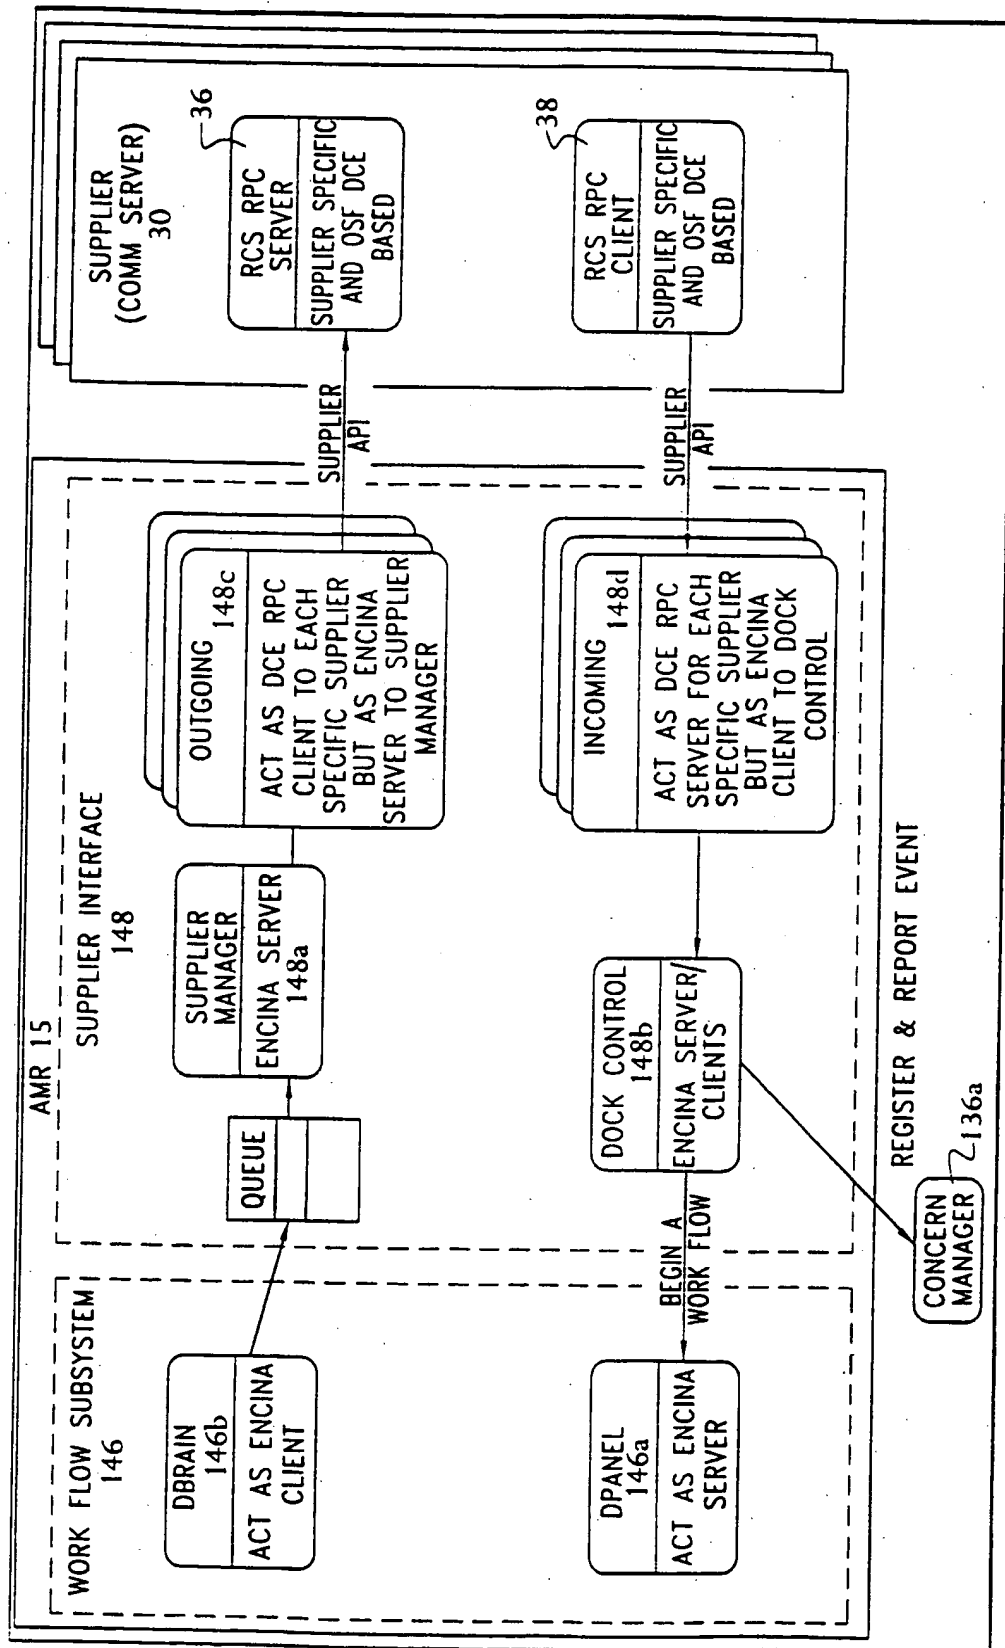 AMR 15
WORK FLOW SUBSYSTEM
146
DBRAIN
146b
ACT AS ENCINA
CLIENT
DPANEL
146a
ACT AS ENCINA
SERVER
BEGIN A
WORK FLOW
SUPPLIER INTERFACE
148
QUEUE
SUPPLIER
MANAGER
ENCINA SERVER
148a
OUTGOING
148c
ACT AS DCE RPC
CLIENT TO EACH
SPECIFIC SUPPLIER
BUT AS ENCINA
SERVER TO SUPPLIER
MANAGER
DOCK CONTROL
148b
ENCINA SERVER/
CLIENTS
INCOMING
148d
ACT AS DCE RPC
SERVER FOR EACH
SPECIFIC SUPPLIER
BUT AS ENCINA
CLIENT TO DOCK
CONTROL
SUPPLIER
API
SUPPLIER
API
SUPPLIER
(COMM SERVER)
30
36
RCS RPC
SERVER
SUPPLIER SPECIFIC
AND OSF DCE
BASED
38
RCS RPC
CLIENT
SUPPLIER SPECIFIC
AND OSF DCE
BASED
REGISTER & REPORT EVENT
CONCERN
MANAGER
136a